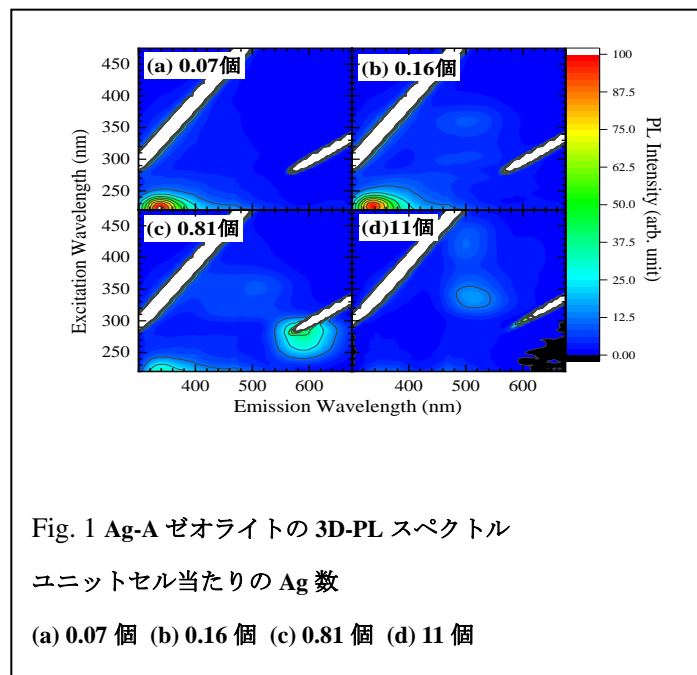 (a) 0.07個
(b) 0.16個
(c) 0.81個
(d)11個
450
400
350
300
250
450
400
350
300
250
Excitation Wavelength (nm)
400
500
600
400
500
600
Emission Wavelength (nm)
100
87.5
75.0
62.5
50.0
37.5
25.0
12.5
0.00
PL Intensity (arb. unit)
Fig. 1 Ag-A ゼオライトの 3D-PL スペクトル
ユニットセル当たりの Ag 数
(a) 0.07 個 (b) 0.16 個 (c) 0.81 個 (d) 11 個